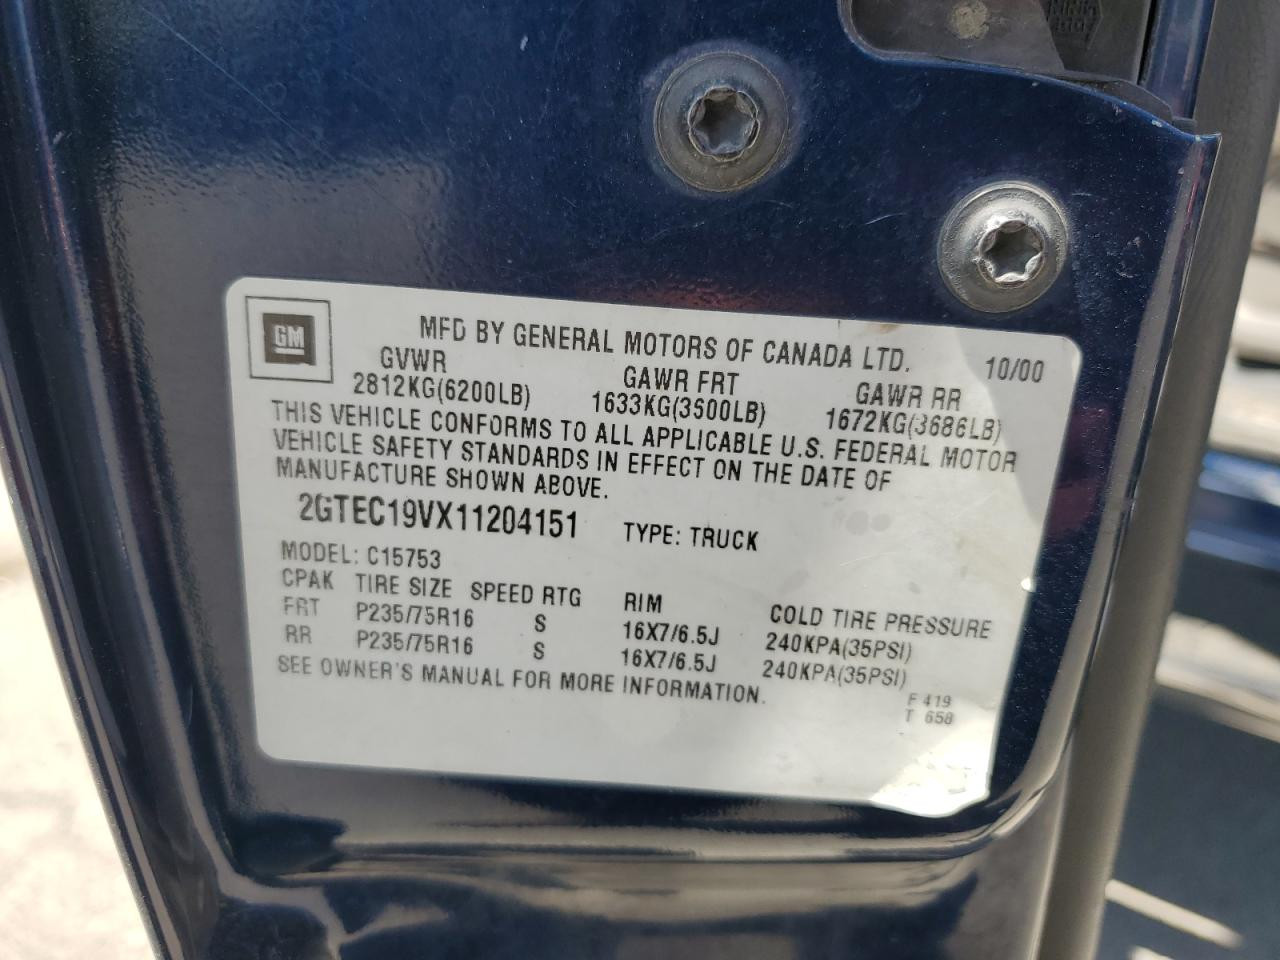 GM
MFD BY GENERAL MOTORS OF CANADA LTD. 10/00
GVWR GAWR FRT GAWR RR
2812KG(6200LB) 1633KG(3500LB) 1672KG(3686LB)
THIS VEHICLE CONFORMS TO ALL APPLICABLE U.S. FEDERAL MOTOR
VEHICLE SAFETY STANDARDS IN EFFECT ON THE DATE OF
MANUFACTURE SHOWN ABOVE.
2GTEC19VX11204151 TYPE: TRUCK
MODEL: C15753
CPAK TIRE SIZE SPEED RTG RIM COLD TIRE PRESSURE
FRT P235/75R16 S 16X7/6.5J 240KPA(35PSI)
RR P235/75R16 S 16X7/6.5J 240KPA(35PSI)
SEE OWNER'S MANUAL FOR MORE INFORMATION.
F 419
T 658